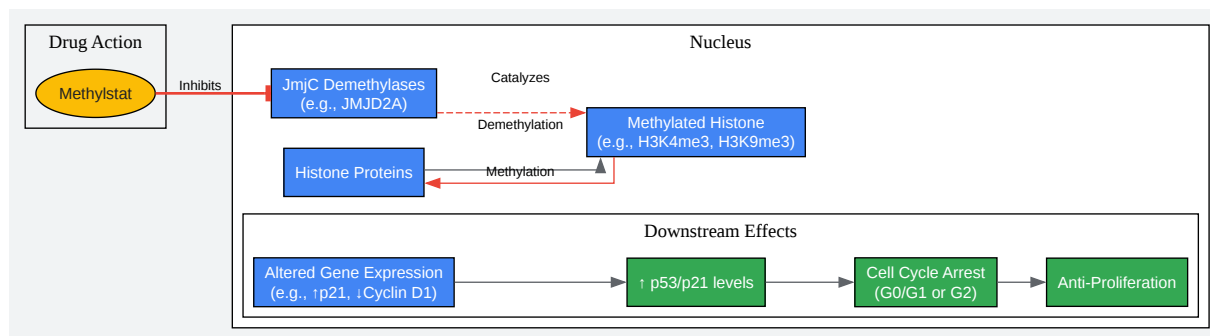 Drug Action
Methylstat
Inhibits
Nucleus
JmjC Demethylases
(e.g., JMJD2A)
Catalyzes
Demethylation
Methylated Histone
(e.g., H3K4me3, H3K9me3)
Histone Proteins
Methylation
Downstream Effects
Altered Gene Expression
(e.g., ↑p21, ↓Cyclin D1)
↑ p53/p21 levels
Cell Cycle Arrest
(G0/G1 or G2)
Anti-Proliferation